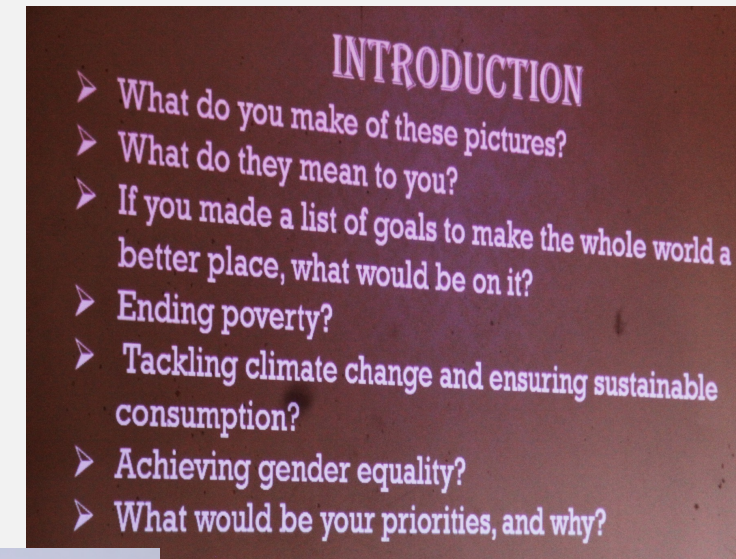 INTRODUCTION
➢ What do you make of these pictures?
➢ What do they mean to you?
➢ If you made a list of goals to make the whole world a
better place, what would be on it?
➢ Ending poverty?
➢ Tackling climate change and ensuring sustainable
consumption?
➢ Achieving gender equality?
➢ What would be your priorities, and why?